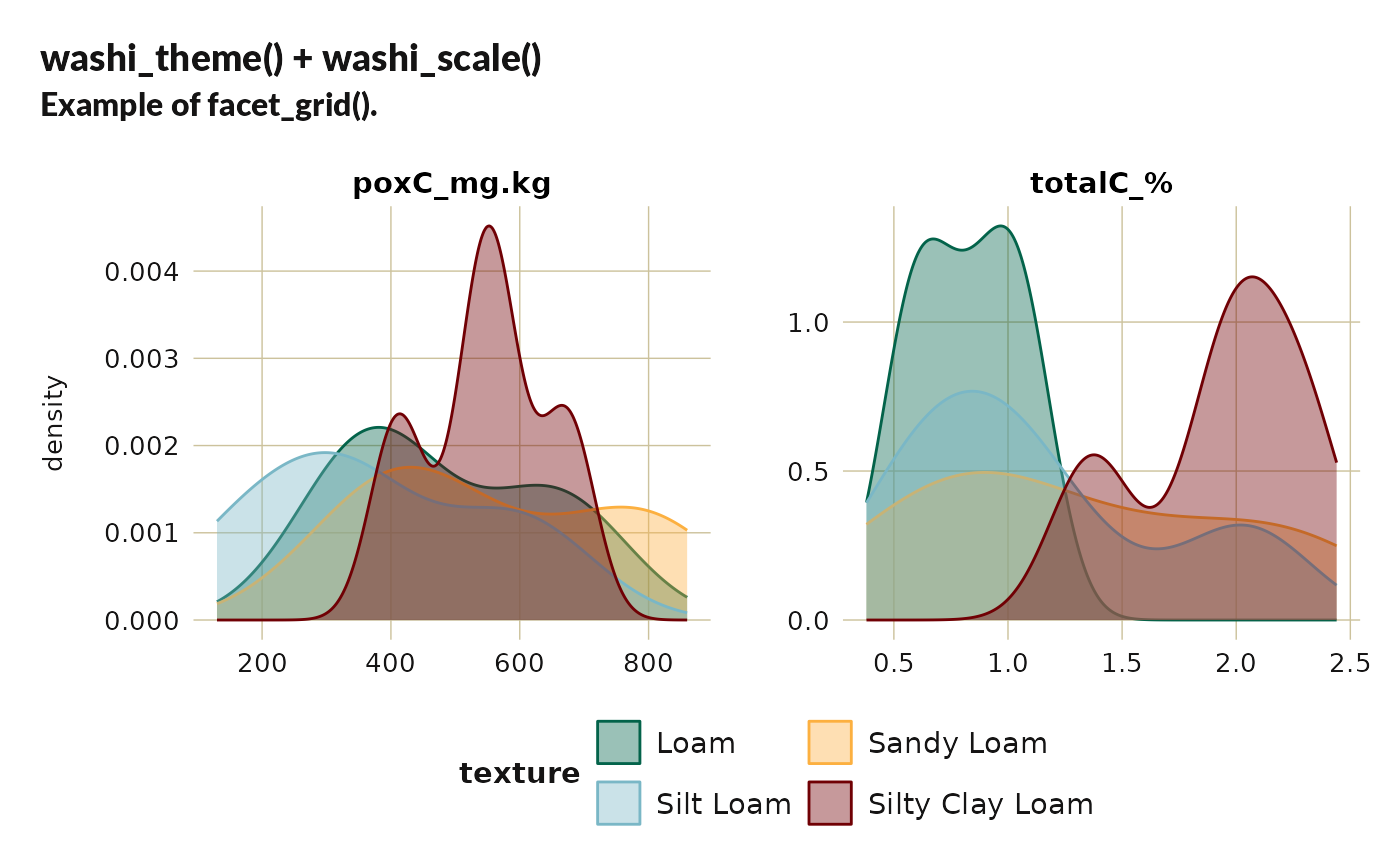 washi_theme() + washi_scale()
Example of facet_grid().
poxC_mg.kg
totalC_%
density
0.004
0.003
0.002
0.001
0.000
200 400 600 800
1.0
0.5
0.0
0.5 1.0 1.5 2.0 2.5
texture
Loam
Sandy Loam
Silt Loam
Silty Clay Loam